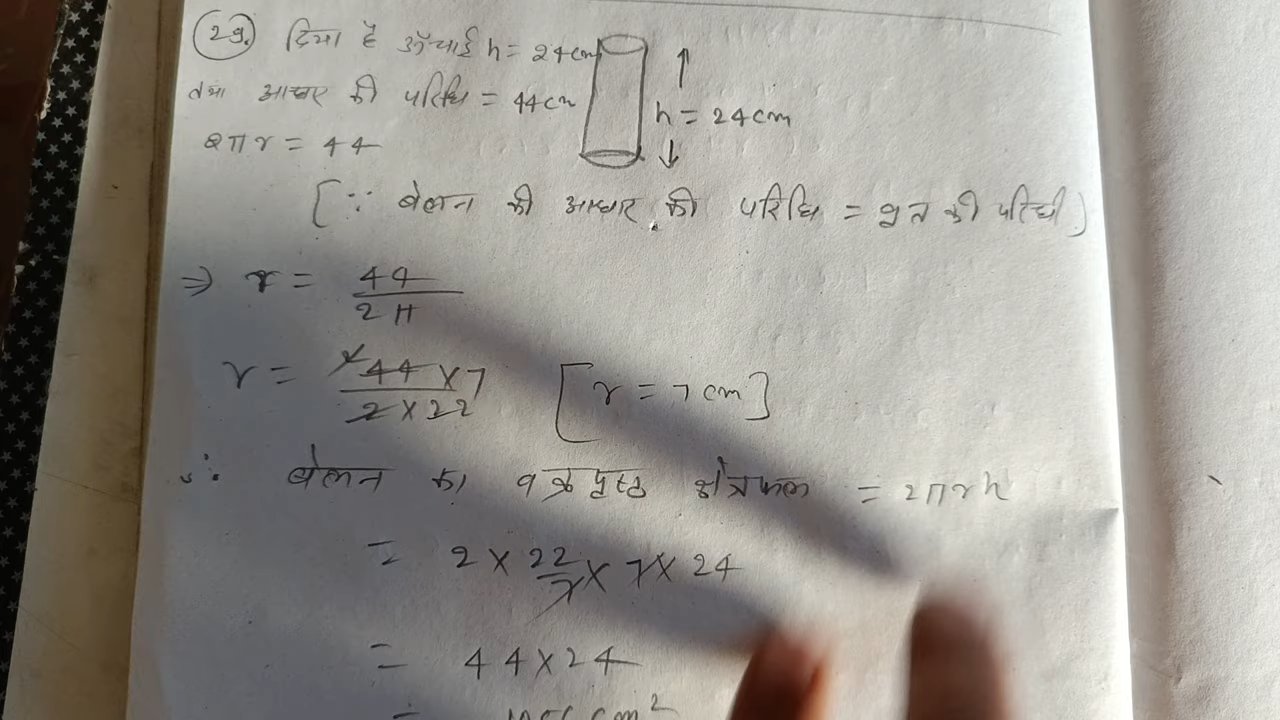 29. दिया है ऊँचाई h = 24cm
तथा आधार की परिधि = 44cm
h = 24cm
2πr = 44
[∵ बेलन की आधार की परिधि = वृत की परिधी]
⇒ r = 44/2π
r = 44×7/2×22 [r = 7cm]
∴ बेलन का वक्रपृष्ठ क्षेत्रफल = 2πrh
= 2 × 22/7 × 7 × 24
= 44×24
= cm²